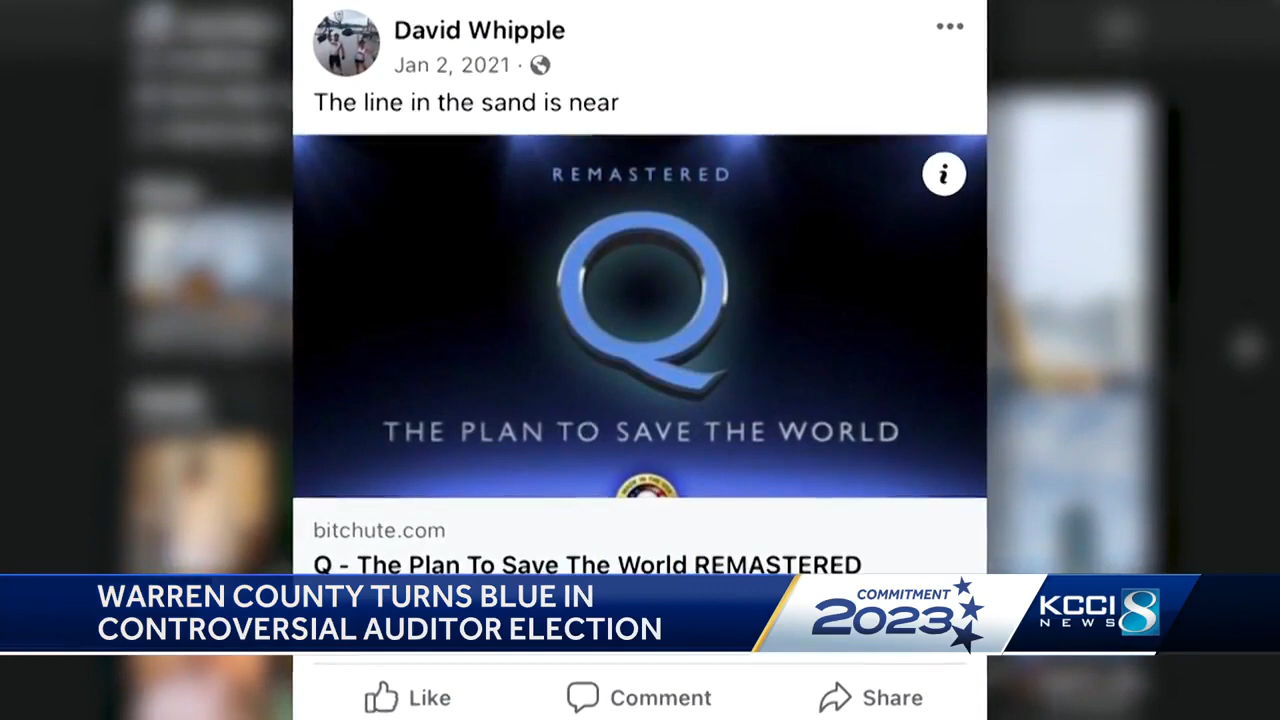 David Whipple
Jan 2, 2021 ·
The line in the sand is near
REMASTERED
i
Q
THE PLAN TO SAVE THE WORLD
bitchute.com
Q - The Plan To Save The World REMASTERED
WARREN COUNTY TURNS BLUE IN
CONTROVERSIAL AUDITOR ELECTION
COMMITMENT
2023
KCCI 8
NEWS
Like
Comment
Share